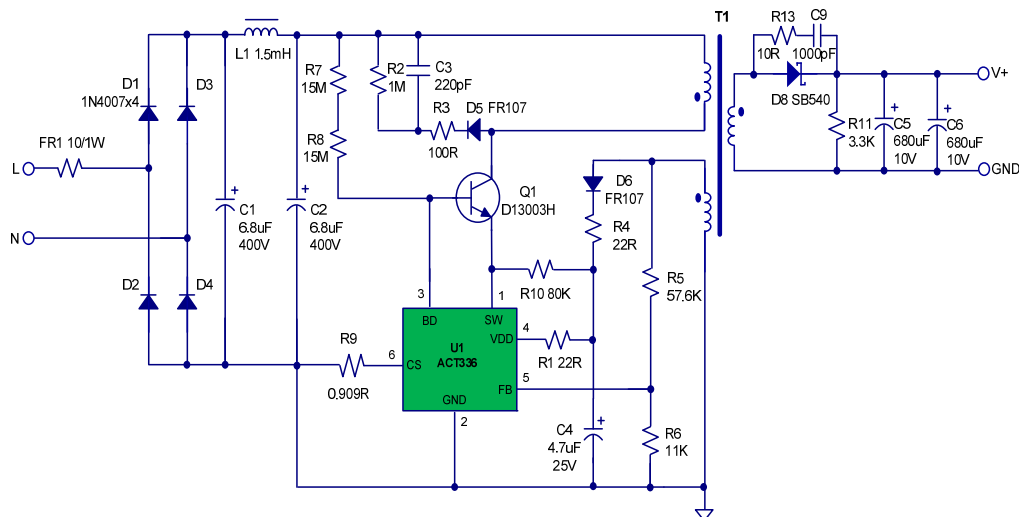 T1
R13
C9
10R
1000pF
D8 SB540
V+
L1 1.5mH
D1
1N4007x4
D3
R7
15M
R2
1M
C3
220pF
R3
100R
D5
FR107
R8
15M
R11
3.3K
C5
680uF
10V
C6
680uF
10V
GND
FR1 10/1W
L
N
C1
6.8uF
400V
C2
6.8uF
400V
Q1
D13003H
D6
FR107
R4
22R
R5
57.6K
R10 80K
D2
D4
3
1
BD
SW
4
VDD
U1
ACT336
R1 22R
R9
0.909R
6
CS
5
FB
GND
2
C4
4.7uF
25V
R6
11K